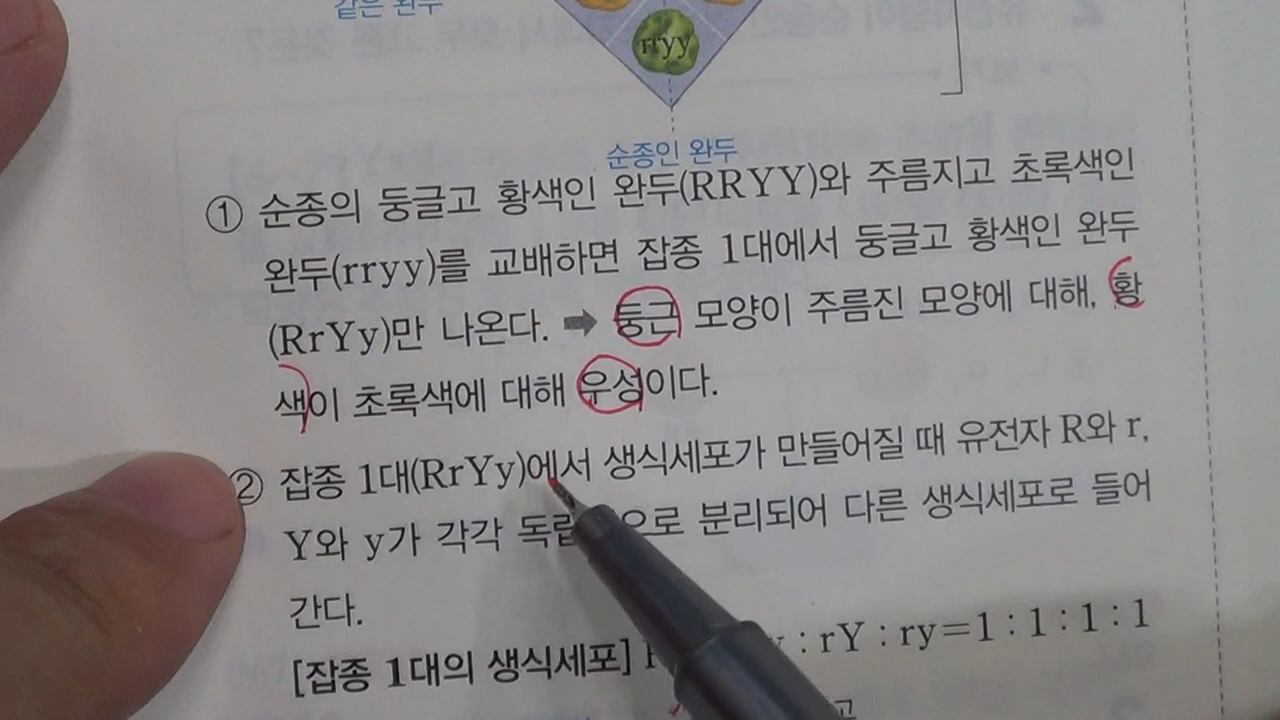 같은 완두
rryy
순종인 완두
① 순종의 둥글고 황색인 완두(RRYY)와 주름지고 초록색인
완두(rryy)를 교배하면 잡종 1대에서 둥글고 황색인 완두
(RrYy)만 나온다. ➡ 둥근 모양이 주름진 모양에 대해, 황
색이 초록색에 대해 우성이다.
② 잡종 1대(RrYy)에서 생식세포가 만들어질 때 유전자 R와 r,
Y와 y가 각각 독립으로 분리되어 다른 생식세포로 들어
간다.
[잡종 1대의 생식세포] : rY : ry=1 : 1 : 1 : 1
고